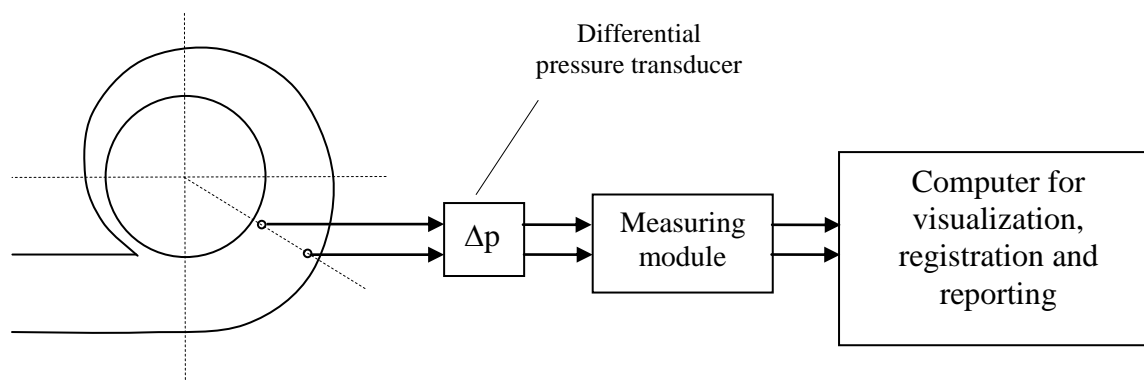 Differential
pressure transducer
Δp
Measuring
module
Computer for
visualization,
registration and
reporting